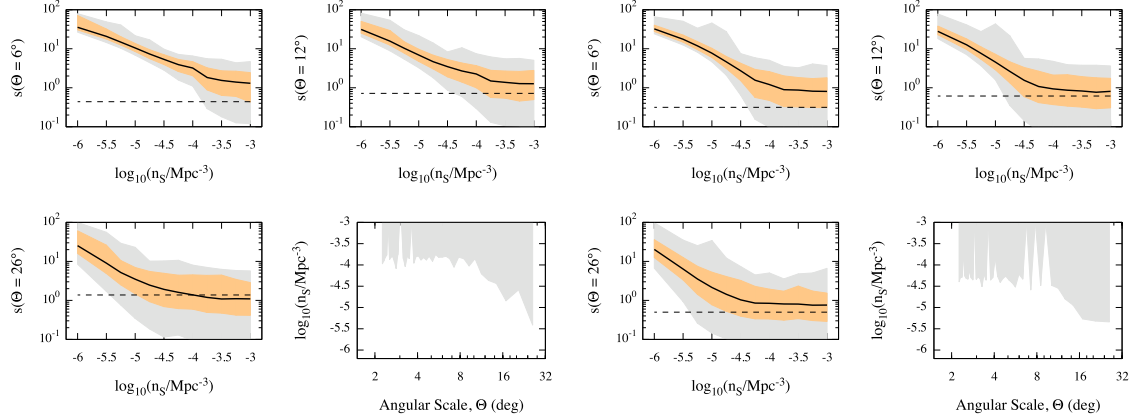 10² 10¹ 10⁰ 10⁻¹
s(Θ = 6°)
-6 -5.5 -5 -4.5 -4 -3.5 -3
log₁₀(nS/Mpc⁻³)
10² 10¹ 10⁰ 10⁻¹
s(Θ = 12°)
-6 -5.5 -5 -4.5 -4 -3.5 -3
log₁₀(nS/Mpc⁻³)
10² 10¹ 10⁰ 10⁻¹
s(Θ = 6°)
-6 -5.5 -5 -4.5 -4 -3.5 -3
log₁₀(nS/Mpc⁻³)
10² 10¹ 10⁰ 10⁻¹
s(Θ = 12°)
-6 -5.5 -5 -4.5 -4 -3.5 -3
log₁₀(nS/Mpc⁻³)
10² 10¹ 10⁰ 10⁻¹
s(Θ = 26°)
-6 -5.5 -5 -4.5 -4 -3.5 -3
log₁₀(nS/Mpc⁻³)
-3 -3.5 -4 -4.5 -5 -5.5 -6
log₁₀(nS/Mpc⁻³)
2 4 8 16 32
Angular Scale, Θ (deg)
10² 10¹ 10⁰ 10⁻¹
s(Θ = 26°)
-6 -5.5 -5 -4.5 -4 -3.5 -3
log₁₀(nS/Mpc⁻³)
-3 -3.5 -4 -4.5 -5 -5.5 -6
log₁₀(nS/Mpc⁻³)
2 4 8 16 32
Angular Scale, Θ (deg)